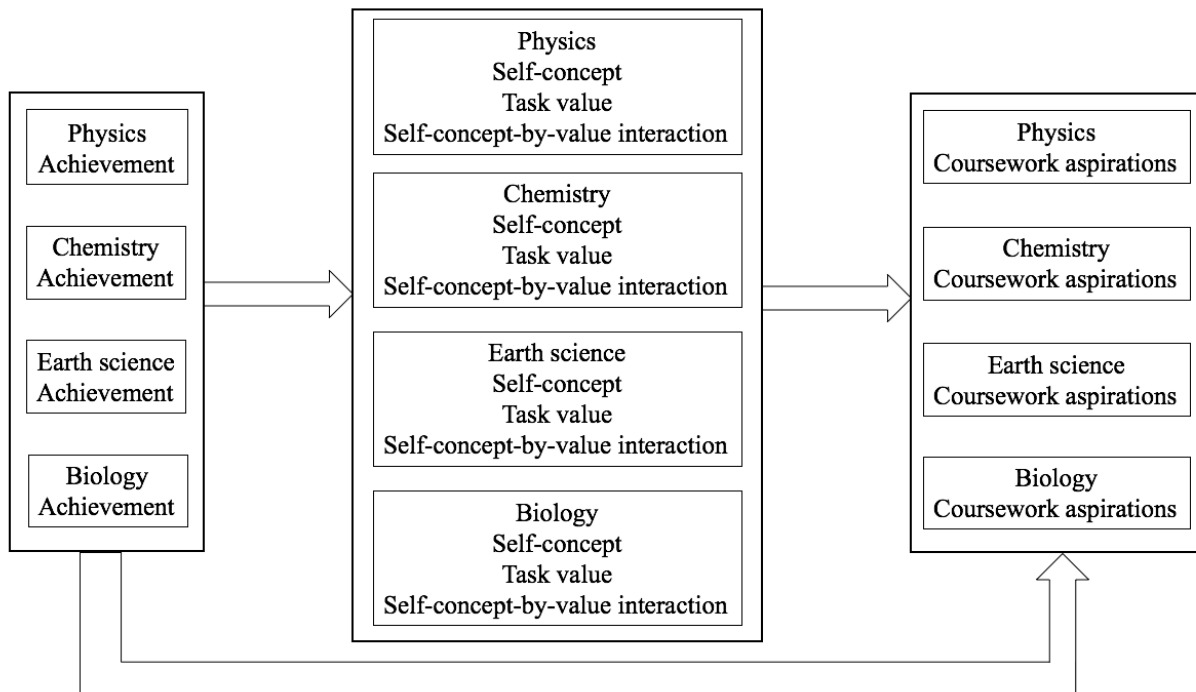 Physics
Achievement
Chemistry
Achievement
Earth science
Achievement
Biology
Achievement
Physics
Self-concept
Task value
Self-concept-by-value interaction
Chemistry
Self-concept
Task value
Self-concept-by-value interaction
Earth science
Self-concept
Task value
Self-concept-by-value interaction
Biology
Self-concept
Task value
Self-concept-by-value interaction
Physics
Coursework aspirations
Chemistry
Coursework aspirations
Earth science
Coursework aspirations
Biology
Coursework aspirations